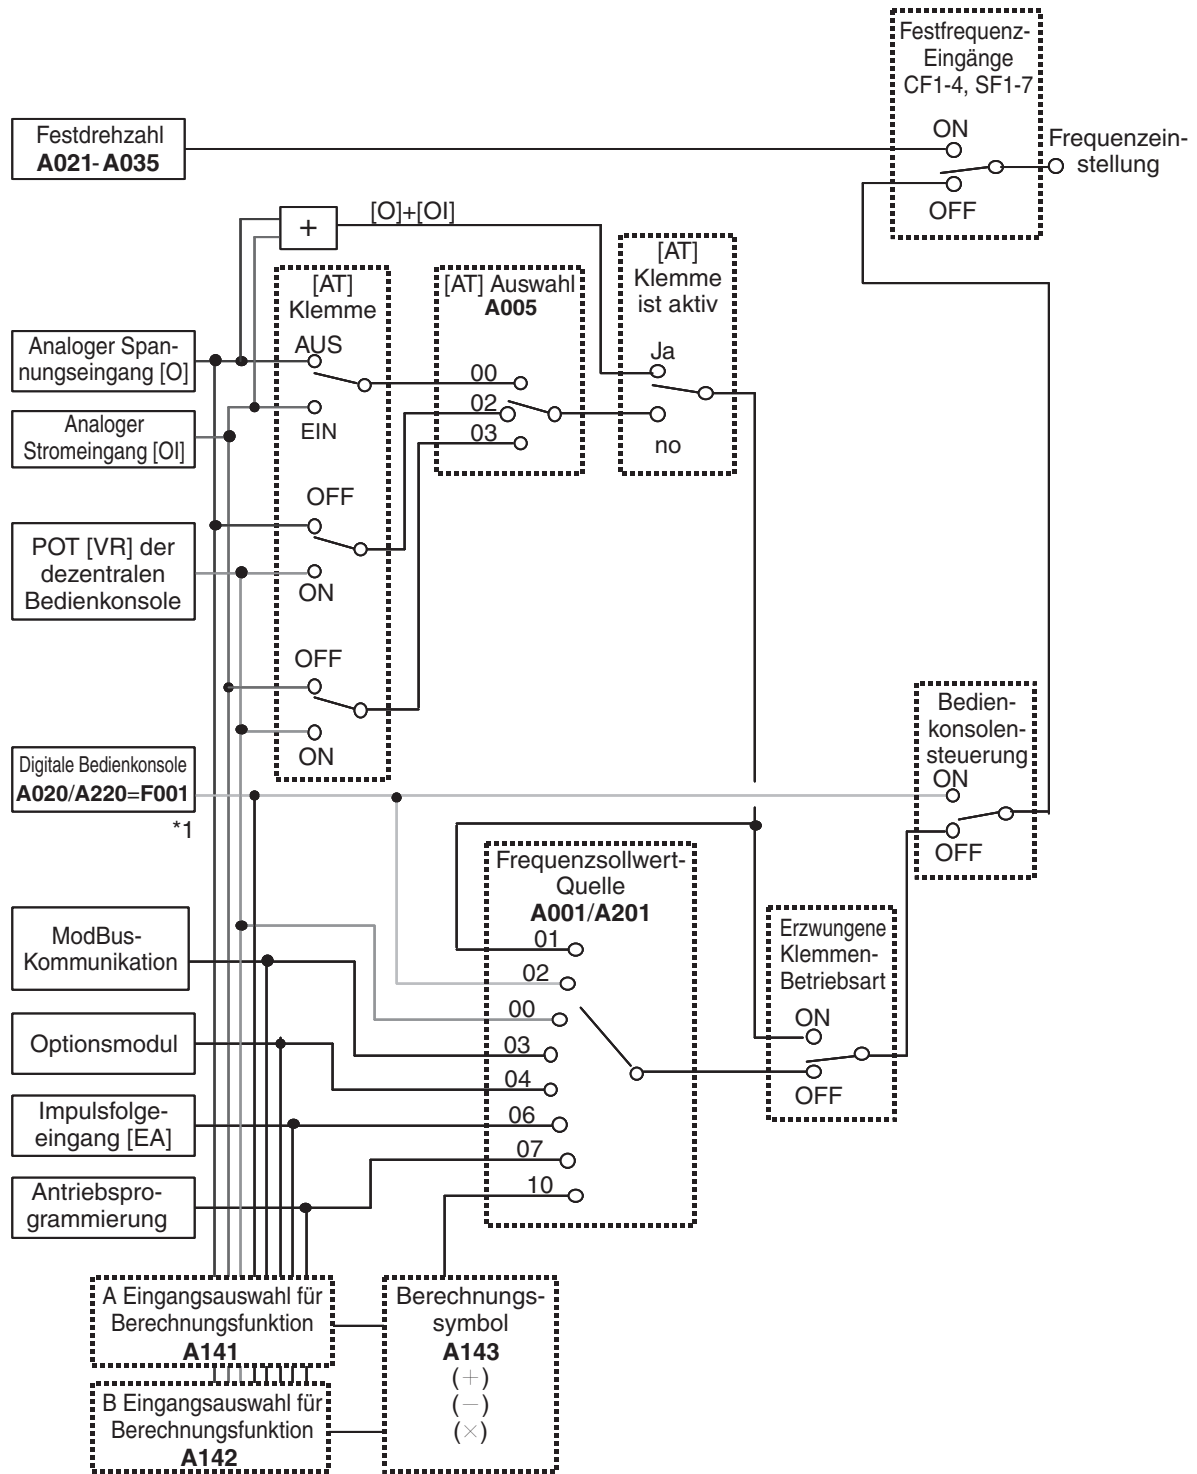 Festfrequenz-
Eingänge
CF1-4, SF1-7
ON
OFF
Frequenzein-
stellung
Festdrehzahl
A021-A035
+
[O]+[OI]
[AT]
Klemme
AUS
EIN
OFF
ON
OFF
ON
[AT] Auswahl
A005
00
02
03
[AT]
Klemme
ist aktiv
Ja
no
Analoger Span-
nungseingang [O]
Analoger
Stromeingang [OI]
POT [VR] der
dezentralen
Bedienkonsole
Digitale Bedienkonsole
A020/A220=F001
*1
Bedien-
konsolen-
steuerung
ON
OFF
Frequenzsollwert-
Quelle
A001/A201
01
02
00
03
04
06
07
10
Erzwungene
Klemmen-
Betriebsart
ON
OFF
ModBus-
Kommunikation
Optionsmodul
Impulsfolge-
eingang [EA]
Antriebspro-
grammierung
A Eingangsauswahl für
Berechnungsfunktion
A141
B Eingangsauswahl für
Berechnungsfunktion
A142
Berechnungs-
symbol
A143
(+)
(−)
(×)